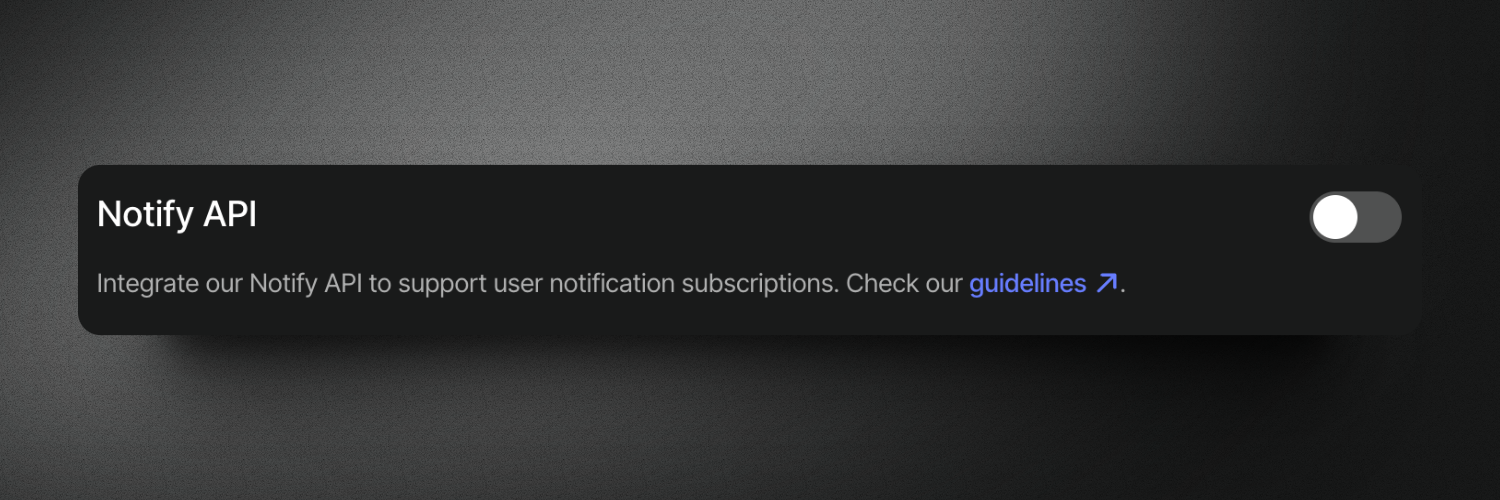 Notify API
Integrate our Notify API to support user notification subscriptions. Check our guidelines ↗.